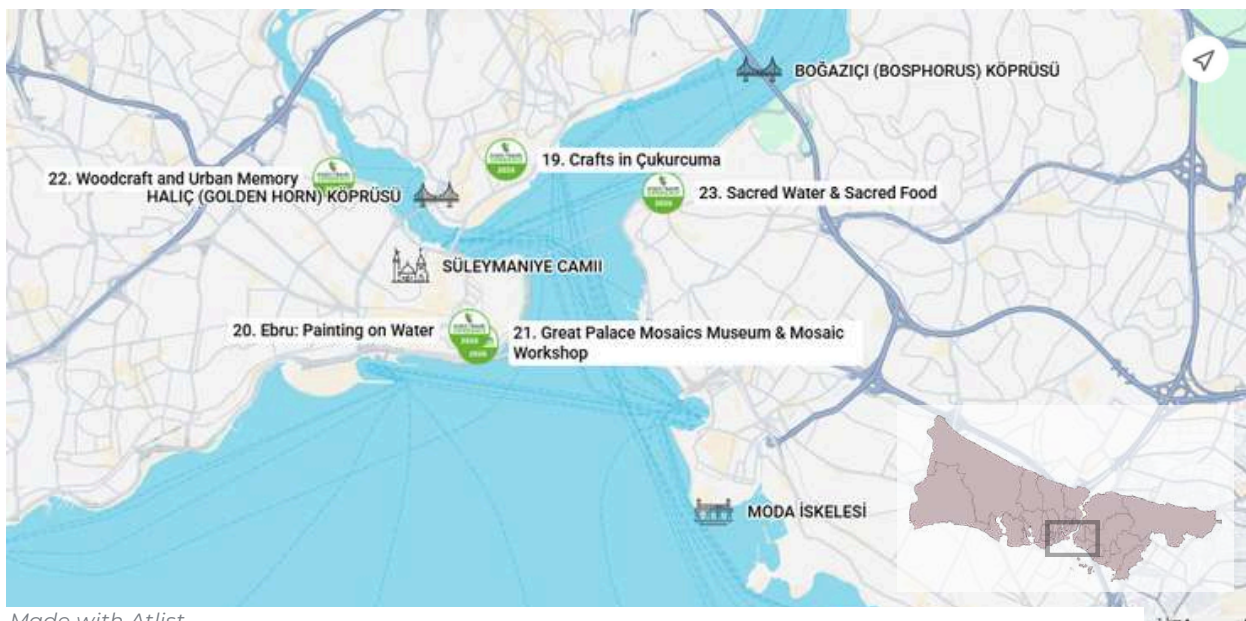 BOĞAZIÇI (BOSPHORUS) KÖPRÜSÜ
19. Crafts in Çukurcuma
22. Woodcraft and Urban Memory
HALIÇ (GOLDEN HORN) KÖPRÜSÜ
23. Sacred Water & Sacred Food
SÜLEYMANIYE CAMII
20. Ebru: Painting on Water
21. Great Palace Mosaics Museum & Mosaic
Workshop
MODA İSKELESİ
Made with Atlist